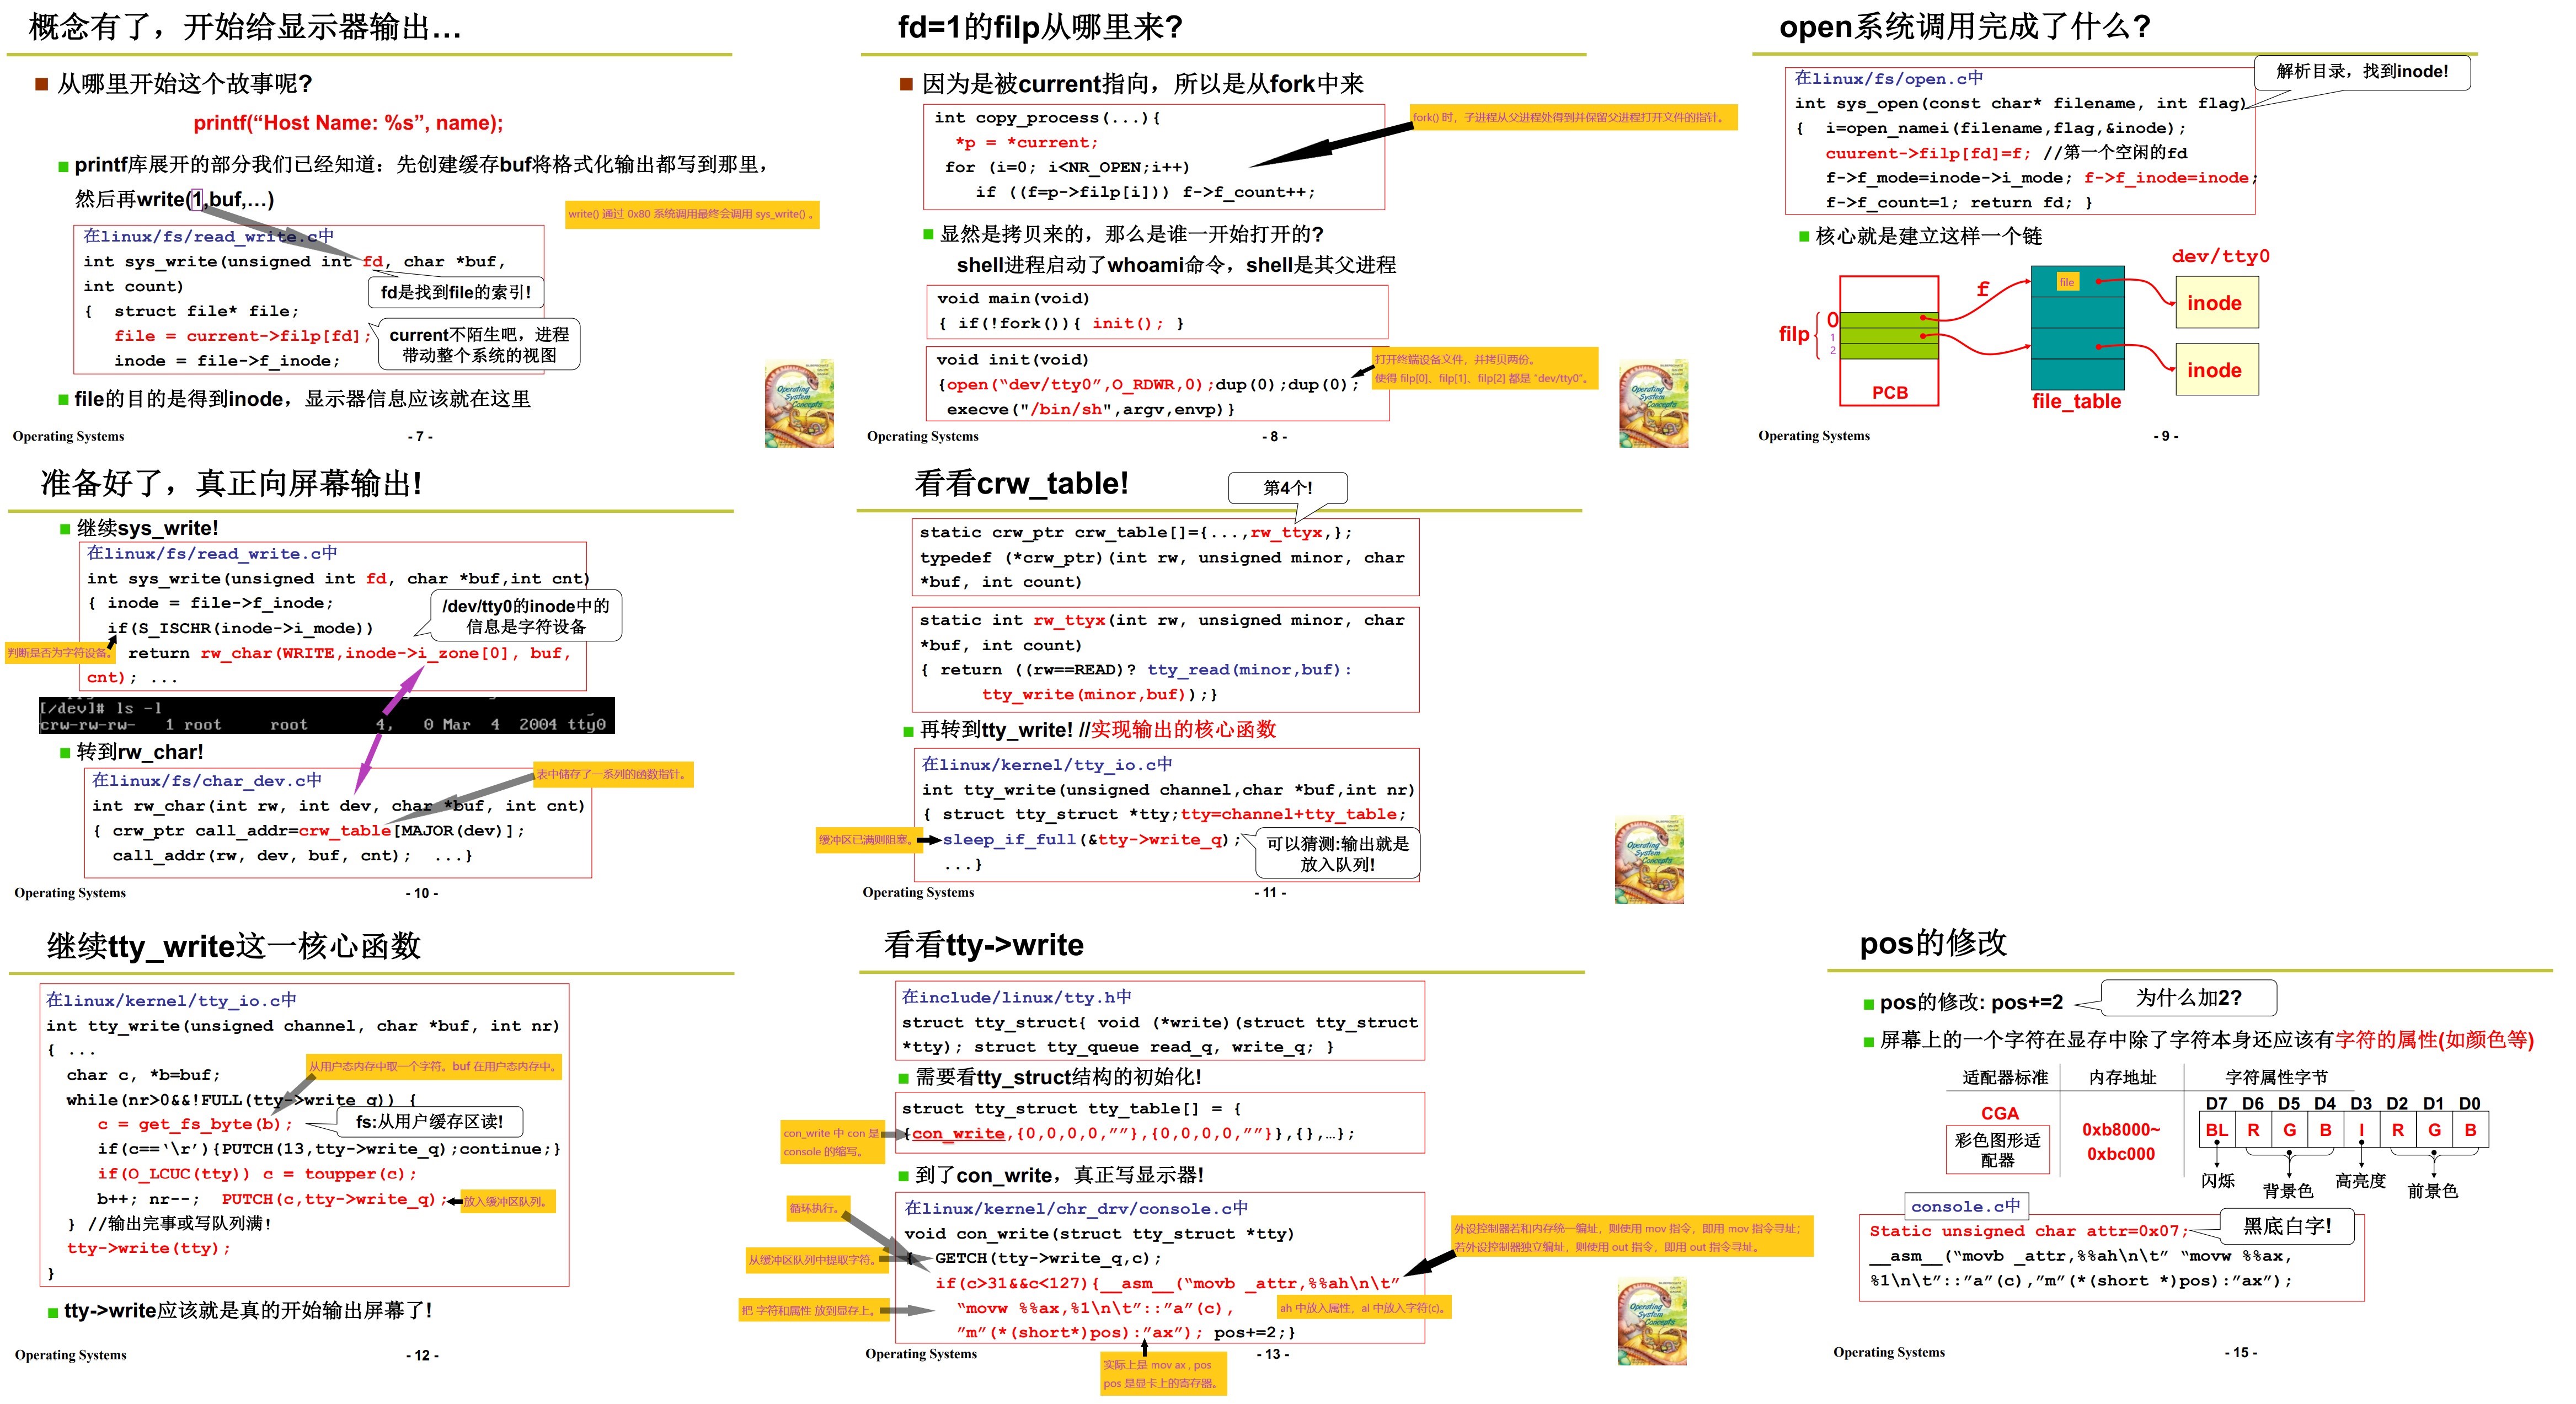 概念有了，开始给显示器输出...
从哪里开始这个故事呢?
printf(“Host Name: %s”, name);
printf库展开的部分我们已经知道：先创建缓存buf将格式化输出都写到那里，
然后再write(1,buf,...)
write() 通过 0x80 系统调用最终会调用 sys_write() 。
在linux/fs/read_write.c中
int sys_write(unsigned int fd, char *buf,
int count)
fd是找到file的索引!
{  struct file* file;
file = current->filp[fd];
current不陌生吧，进程
带动整个系统的视图
inode = file->f_inode;
file的目的是得到inode，显示器信息应该就在这里
Operating Systems
- 7 -
Operating
System
Concepts
fd=1的filp从哪里来?
因为是被current指向，所以是从fork中来
fork() 时，子进程从父进程处得到并保留父进程打开文件的指针。
int copy_process(...){
*p = *current;
for (i=0; i<NR_OPEN;i++)
if ((f=p->filp[i])) f->f_count++;
显然是拷贝来的，那么是谁一开始打开的?
shell进程启动了whoami命令，shell是其父进程
void main(void)
{ if(!fork()){ init(); }
void init(void)
{open(“dev/tty0”,O_RDWR,0);dup(0);dup(0);
execve("/bin/sh",argv,envp)}
打开终端设备文件，并拷贝两份。
使得 filp[0]、filp[1]、filp[2] 都是 “dev/tty0”。
Operating Systems
- 8 -
Operating
System
Concepts
open系统调用完成了什么?
解析目录，找到inode!
在linux/fs/open.c中
int sys_open(const char* filename, int flag)
{  i=open_namei(filename,flag,&inode);
cuurent->filp[fd]=f; //第一个空闲的fd
f->f_mode=inode->i_mode; f->f_inode=inode;
f->f_count=1; return fd; }
核心就是建立这样一个链
dev/tty0
f
file
inode
filp
0
1
2
inode
PCB
file_table
Operating Systems
- 9 -
准备好了，真正向屏幕输出!
继续sys_write!
在linux/fs/read_write.c中
int sys_write(unsigned int fd, char *buf,int cnt)
{ inode = file->f_inode;
/dev/tty0的inode中的
信息是字符设备
if(S_ISCHR(inode->i_mode))
判断是否为字符设备。
return rw_char(WRITE,inode->i_zone[0], buf,
cnt); ...
[/dev]# ls -l
crw-rw-rw-   1 root     root       4,   0 Mar  4  2004 tty0
转到rw_char!
表中储存了一系列的函数指针。
在linux/fs/char_dev.c中
int rw_char(int rw, int dev, char *buf, int cnt)
{ crw_ptr call_addr=crw_table[MAJOR(dev)];
call_addr(rw, dev, buf, cnt);  ...}
Operating Systems
- 10 -
看看crw_table!
第4个!
static crw_ptr crw_table[]={...,rw_ttyx,};
typedef (*crw_ptr)(int rw, unsigned minor, char
*buf, int count)
static int rw_ttyx(int rw, unsigned minor, char
*buf, int count)
{ return ((rw==READ)? tty_read(minor,buf):
tty_write(minor,buf));}
再转到tty_write! //实现输出的核心函数
在linux/kernel/tty_io.c中
int tty_write(unsigned channel,char *buf,int nr)
{ struct tty_struct *tty;tty=channel+tty_table;
缓冲区已满则阻塞。
sleep_if_full(&tty->write_q);
可以猜测:输出就是
放入队列!
...}
Operating Systems
- 11 -
Operating
System
Concepts
继续tty_write这一核心函数
在linux/kernel/tty_io.c中
int tty_write(unsigned channel, char *buf, int nr)
{ ...
从用户态内存中取一个字符。buf 在用户态内存中。
char c, *b=buf;
while(nr>0&&!FULL(tty->write_q)) {
c = get_fs_byte(b);
fs:从用户缓存区读!
if(c==‘\r’){PUTCH(13,tty->write_q);continue;}
if(O_LCUC(tty)) c = toupper(c);
b++; nr--;  PUTCH(c,tty->write_q);
放入缓冲区队列。
} //输出完事或写队列满!
tty->write(tty);
}
tty->write应该就是真的开始输出屏幕了!
Operating Systems
- 12 -
看看tty->write
在include/linux/tty.h中
struct tty_struct{ void (*write)(struct tty_struct
*tty); struct tty_queue read_q, write_q; }
需要看tty_struct结构的初始化!
struct tty_struct tty_table[] = {
{con_write,{0,0,0,0,””},{0,0,0,0,””}},{},…};
con_write 中 con 是
console 的缩写。
到了con_write，真正写显示器!
循环执行。
在linux/kernel/chr_drv/console.c中
void con_write(struct tty_struct *tty)
从缓冲区队列中提取字符。
{ GETCH(tty->write_q,c);
外设控制器若和内存统一编址，则使用 mov 指令，即用 mov 指令寻址；
若外设控制器独立编址，则使用 out 指令，即用 out 指令寻址。
if(c>31&&c<127){__asm__(“movb _attr,%%ah\n\t”
把 字符和属性 放到显存上。
“movw %%ax,%1\n\t”::”a”(c),
ah 中放入属性，al 中放入字符(c)。
”m”(*(short*)pos):”ax”); pos+=2;}
实际上是 mov ax , pos
pos 是显卡上的寄存器。
Operating Systems
- 13 -
Operating
System
Concepts
pos的修改
pos的修改: pos+=2
为什么加2?
屏幕上的一个字符在显存中除了字符本身还应该有字符的属性(如颜色等)
适配器标准
内存地址
字符属性字节
D7 D6 D5 D4 D3 D2 D1 D0
CGA
彩色图形适
配器
0xb8000~
0xbc000
BL R G B I R G B
闪烁
背景色
高亮度
前景色
console.c中
Static unsigned char attr=0x07;
黑底白字!
__asm__(“movb _attr,%%ah\n\t” “movw %%ax,
%1\n\t”::”a”(c),”m”(*(short *)pos):”ax”);
Operating Systems
- 15 -